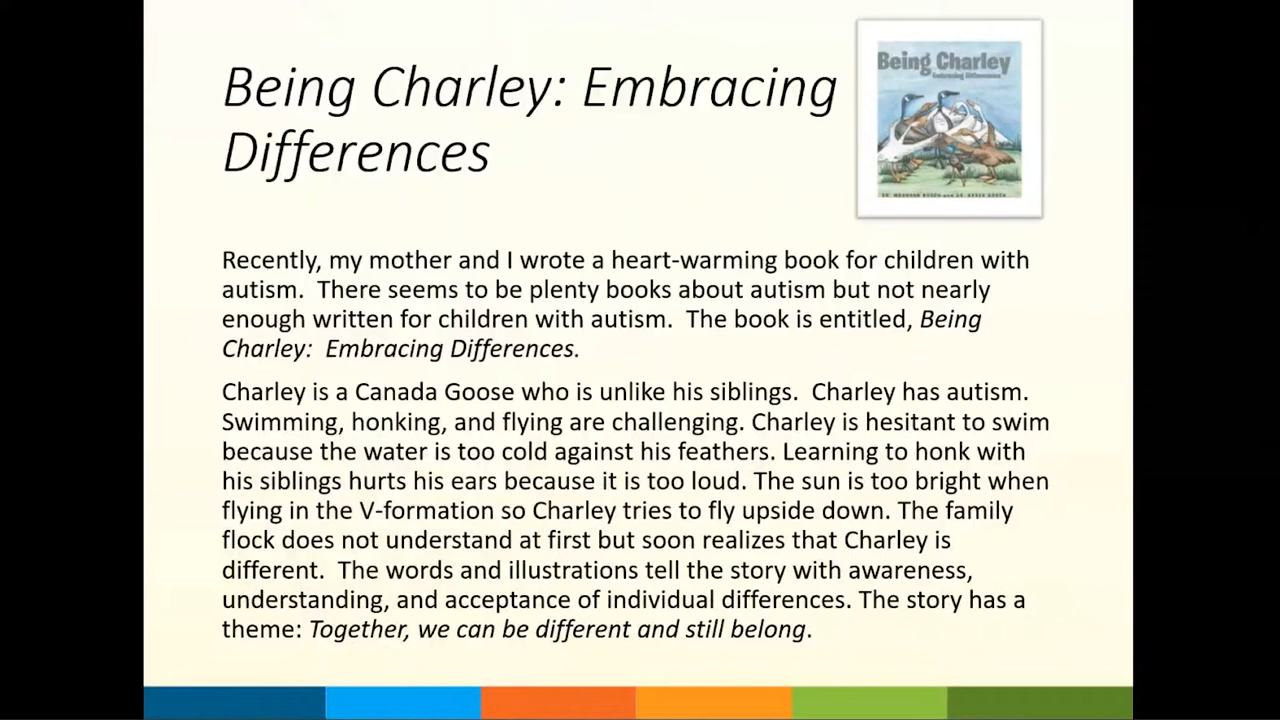 Being Charley: Embracing
Differences
Being Charley
Embracing Differences
Recently, my mother and I wrote a heart-warming book for children with
autism.  There seems to be plenty books about autism but not nearly
enough written for children with autism.  The book is entitled, Being
Charley:  Embracing Differences.
Charley is a Canada Goose who is unlike his siblings.  Charley has autism.
Swimming, honking, and flying are challenging. Charley is hesitant to swim
because the water is too cold against his feathers. Learning to honk with
his siblings hurts his ears because it is too loud. The sun is too bright when
flying in the V-formation so Charley tries to fly upside down. The family
flock does not understand at first but soon realizes that Charley is
different.  The words and illustrations tell the story with awareness,
understanding, and acceptance of individual differences. The story has a
theme: Together, we can be different and still belong.